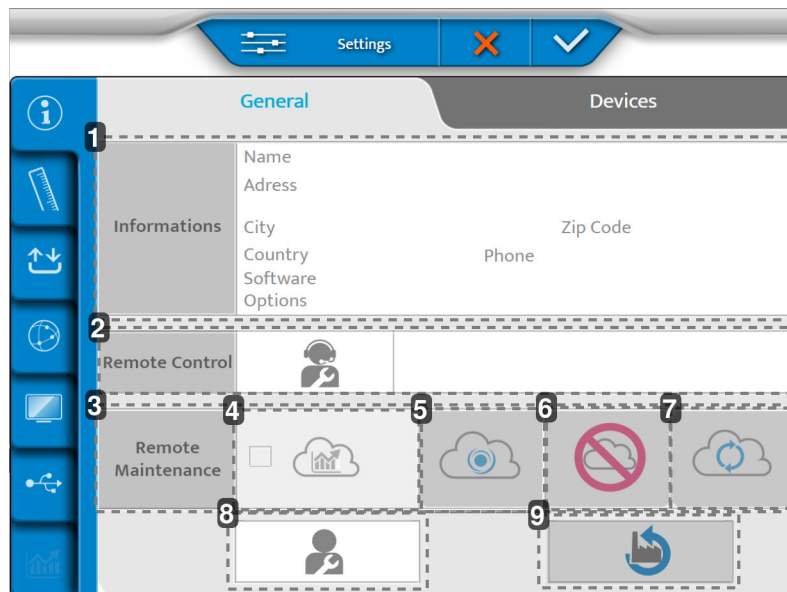 Settings
General
Devices
1
Name
Adress
Informations
City
Zip Code
Country
Phone
Software
Options
2
Remote Control
3
4
5
6
7
Remote
Maintenance
8
9